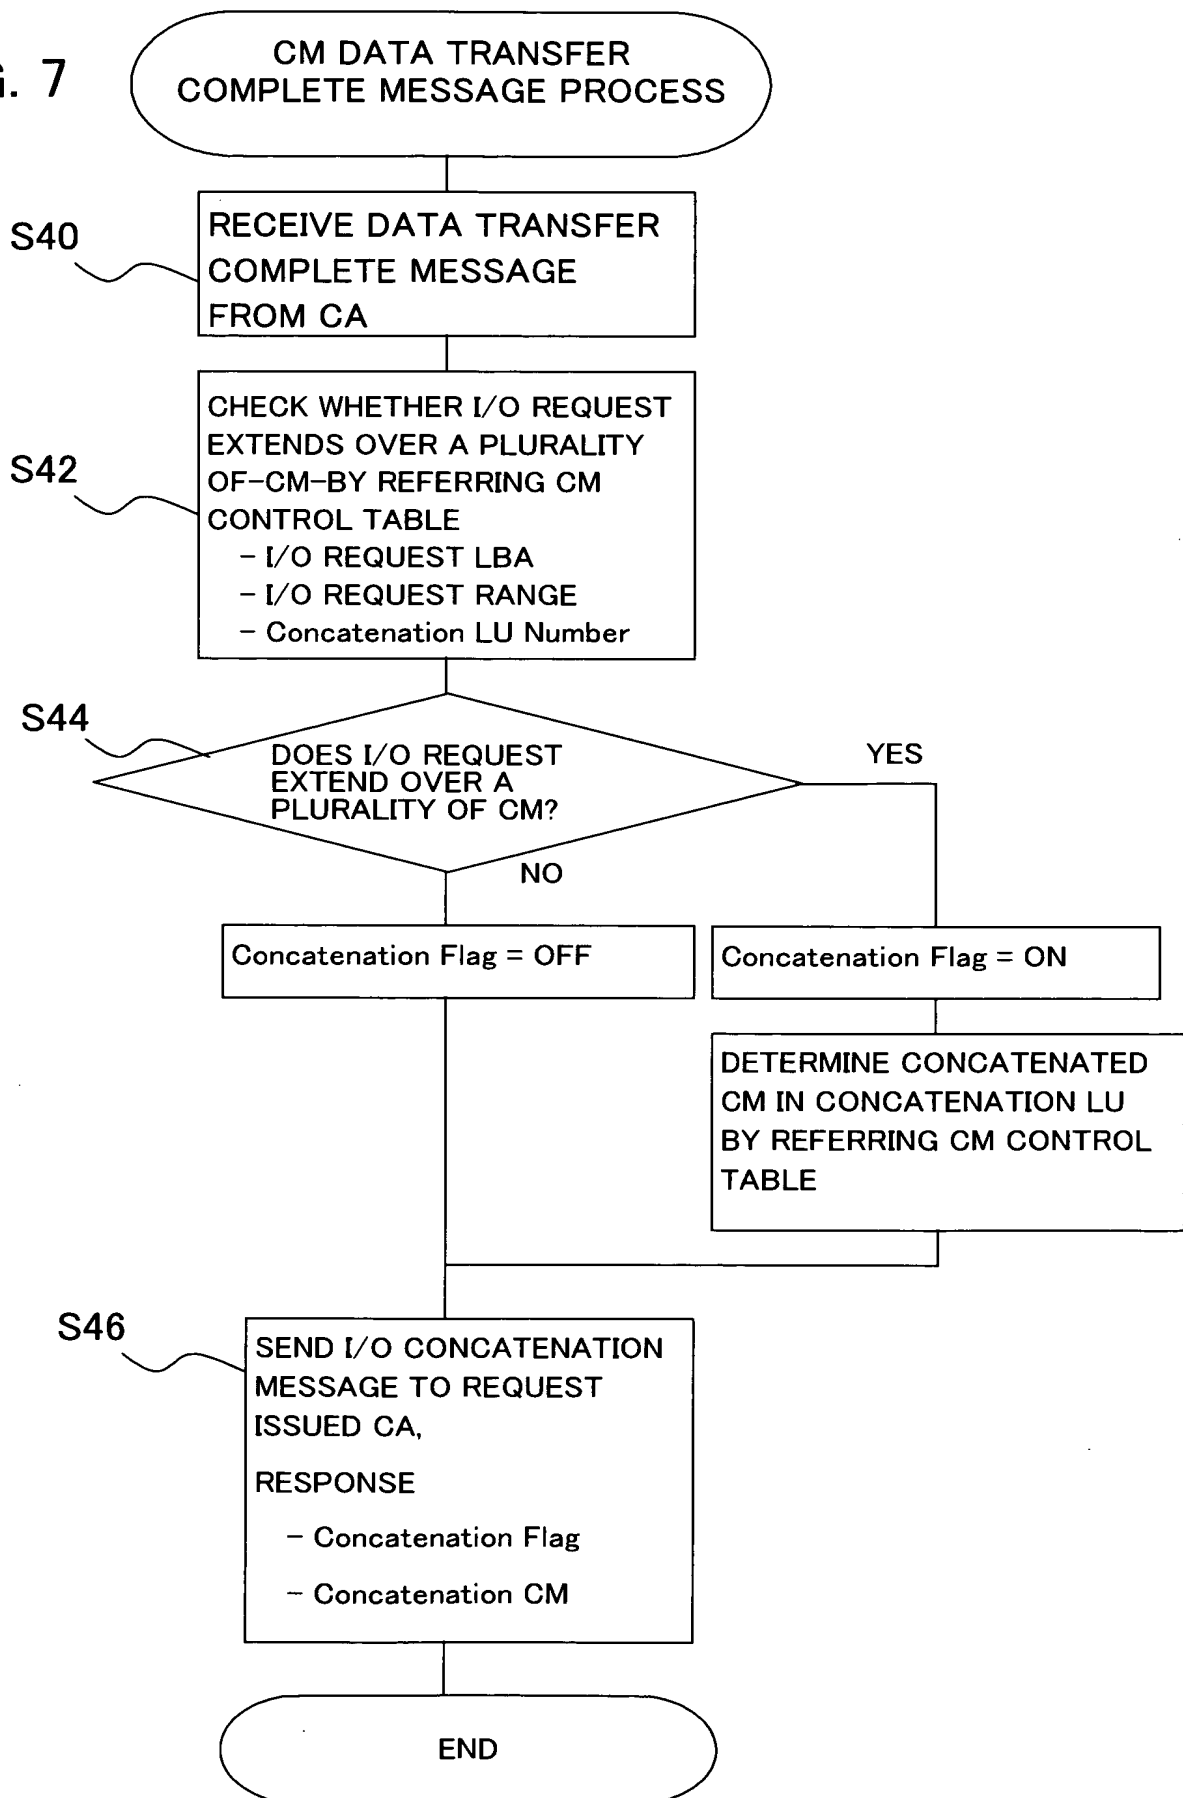 G. 7
CM DATA TRANSFER
COMPLETE MESSAGE PROCESS
S40
RECEIVE DATA TRANSFER
COMPLETE MESSAGE
FROM CA
S42
CHECK WHETHER I/O REQUEST
EXTENDS OVER A PLURALITY
OF-CM-BY REFERRING CM
CONTROL TABLE
- I/O REQUEST LBA
- I/O REQUEST RANGE
- Concatenation LU Number
S44
DOES I/O REQUEST
EXTEND OVER A
PLURALITY OF CM?
YES
NO
Concatenation Flag = OFF
Concatenation Flag = ON
DETERMINE CONCATENATED
CM IN CONCATENATION LU
BY REFERRING CM CONTROL
TABLE
S46
SEND I/O CONCATENATION
MESSAGE TO REQUEST
ISSUED CA,
RESPONSE
- Concatenation Flag
- Concatenation CM
END